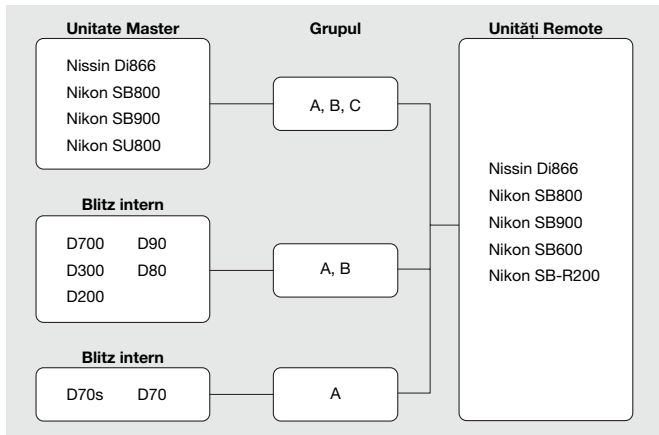 Unitate Master Grupul Unități Remote
Nissin Di866
Nikon SB800
Nikon SB900
Nikon SU800
A, B, C
Blitz intern
D700 D90
D300 D80
D200
A, B
Blitz intern
D70s D70
A
Nissin Di866
Nikon SB800
Nikon SB900
Nikon SB600
Nikon SB-R200